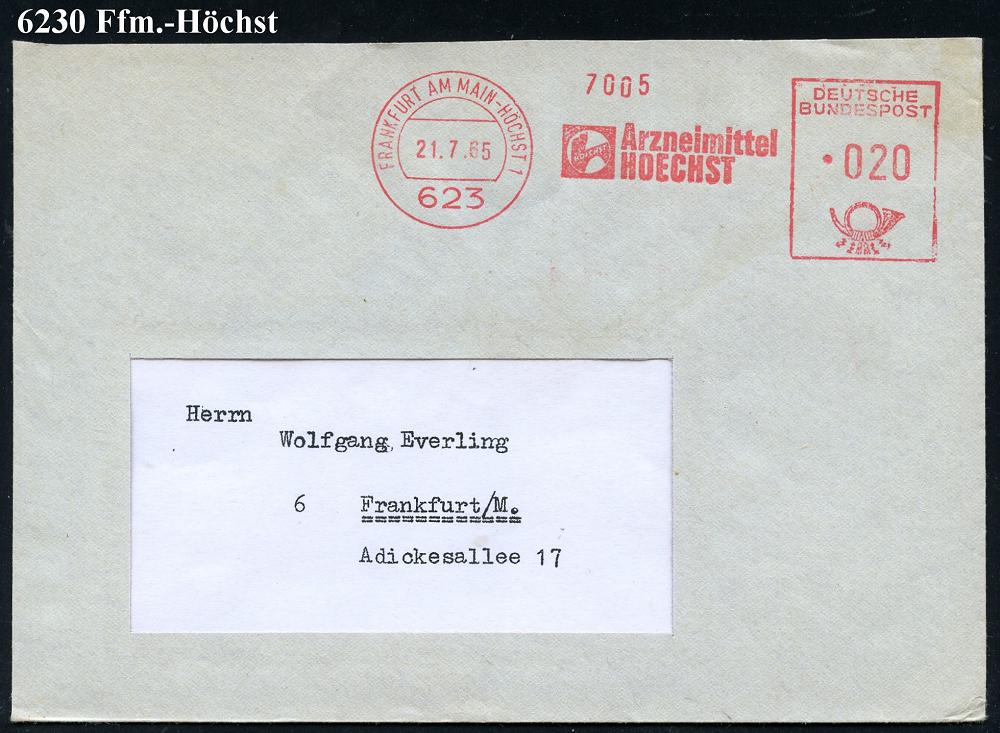 6230 Ffm.-Höchst
FRANKFURT AM MAIN-HÖCHST 1
21.7.65
623
7005
HOECHST
Arzneimittel
HOECHST
DEUTSCHE
BUNDESPOST
020
Herrn
Wolfgang Everling
6 Frankfurt/M.
Adickesallee 17